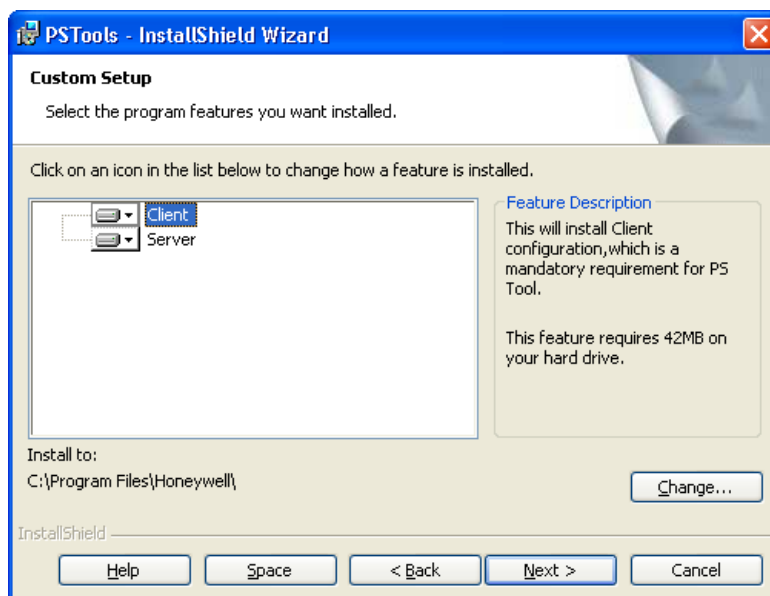 PSTools - InstallShield Wizard
Custom Setup
Select the program features you want installed.
Click on an icon in the list below to change how a feature is installed.
Client
Server
Feature Description
This will install Client
configuration,which is a
mandatory requirement for PS
Tool.
This feature requires 42MB on
your hard drive.
Install to:
C:\Program Files\Honeywell\
Change...
InstallShield
Help
Space
< Back
Next >
Cancel